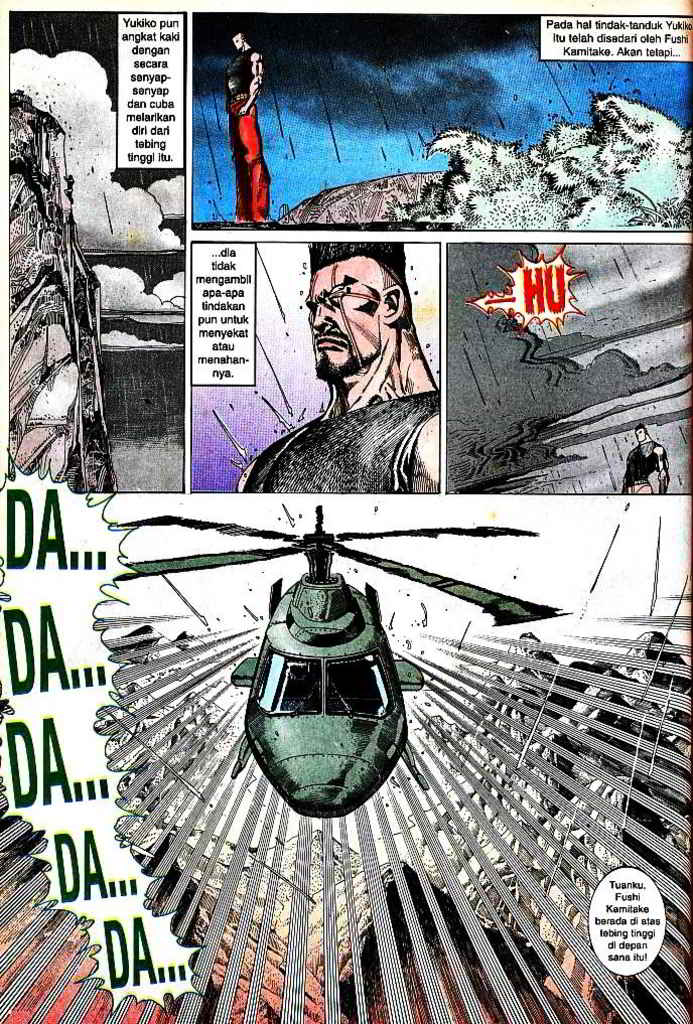 Yukiko pun
angkat kaki
dengan
secara
senyap-
senyap
dan cuba
melarikan
diri dari
tebing
tinggi itu.
Pada hal tindak-tanduk Yukiko
itu telah disedari oleh Fushi
Kamitake. Akan tetapi...
...dia
tidak
mengambil
apa-apa
tindakan
pun untuk
menyekat
atau
menahan-
nya.
HU
DA...
DA...
DA...
DA...
DA...
Tuanku,
Fushi
Kamitake
berada di atas
tebing tinggi
di depan
sana itu!